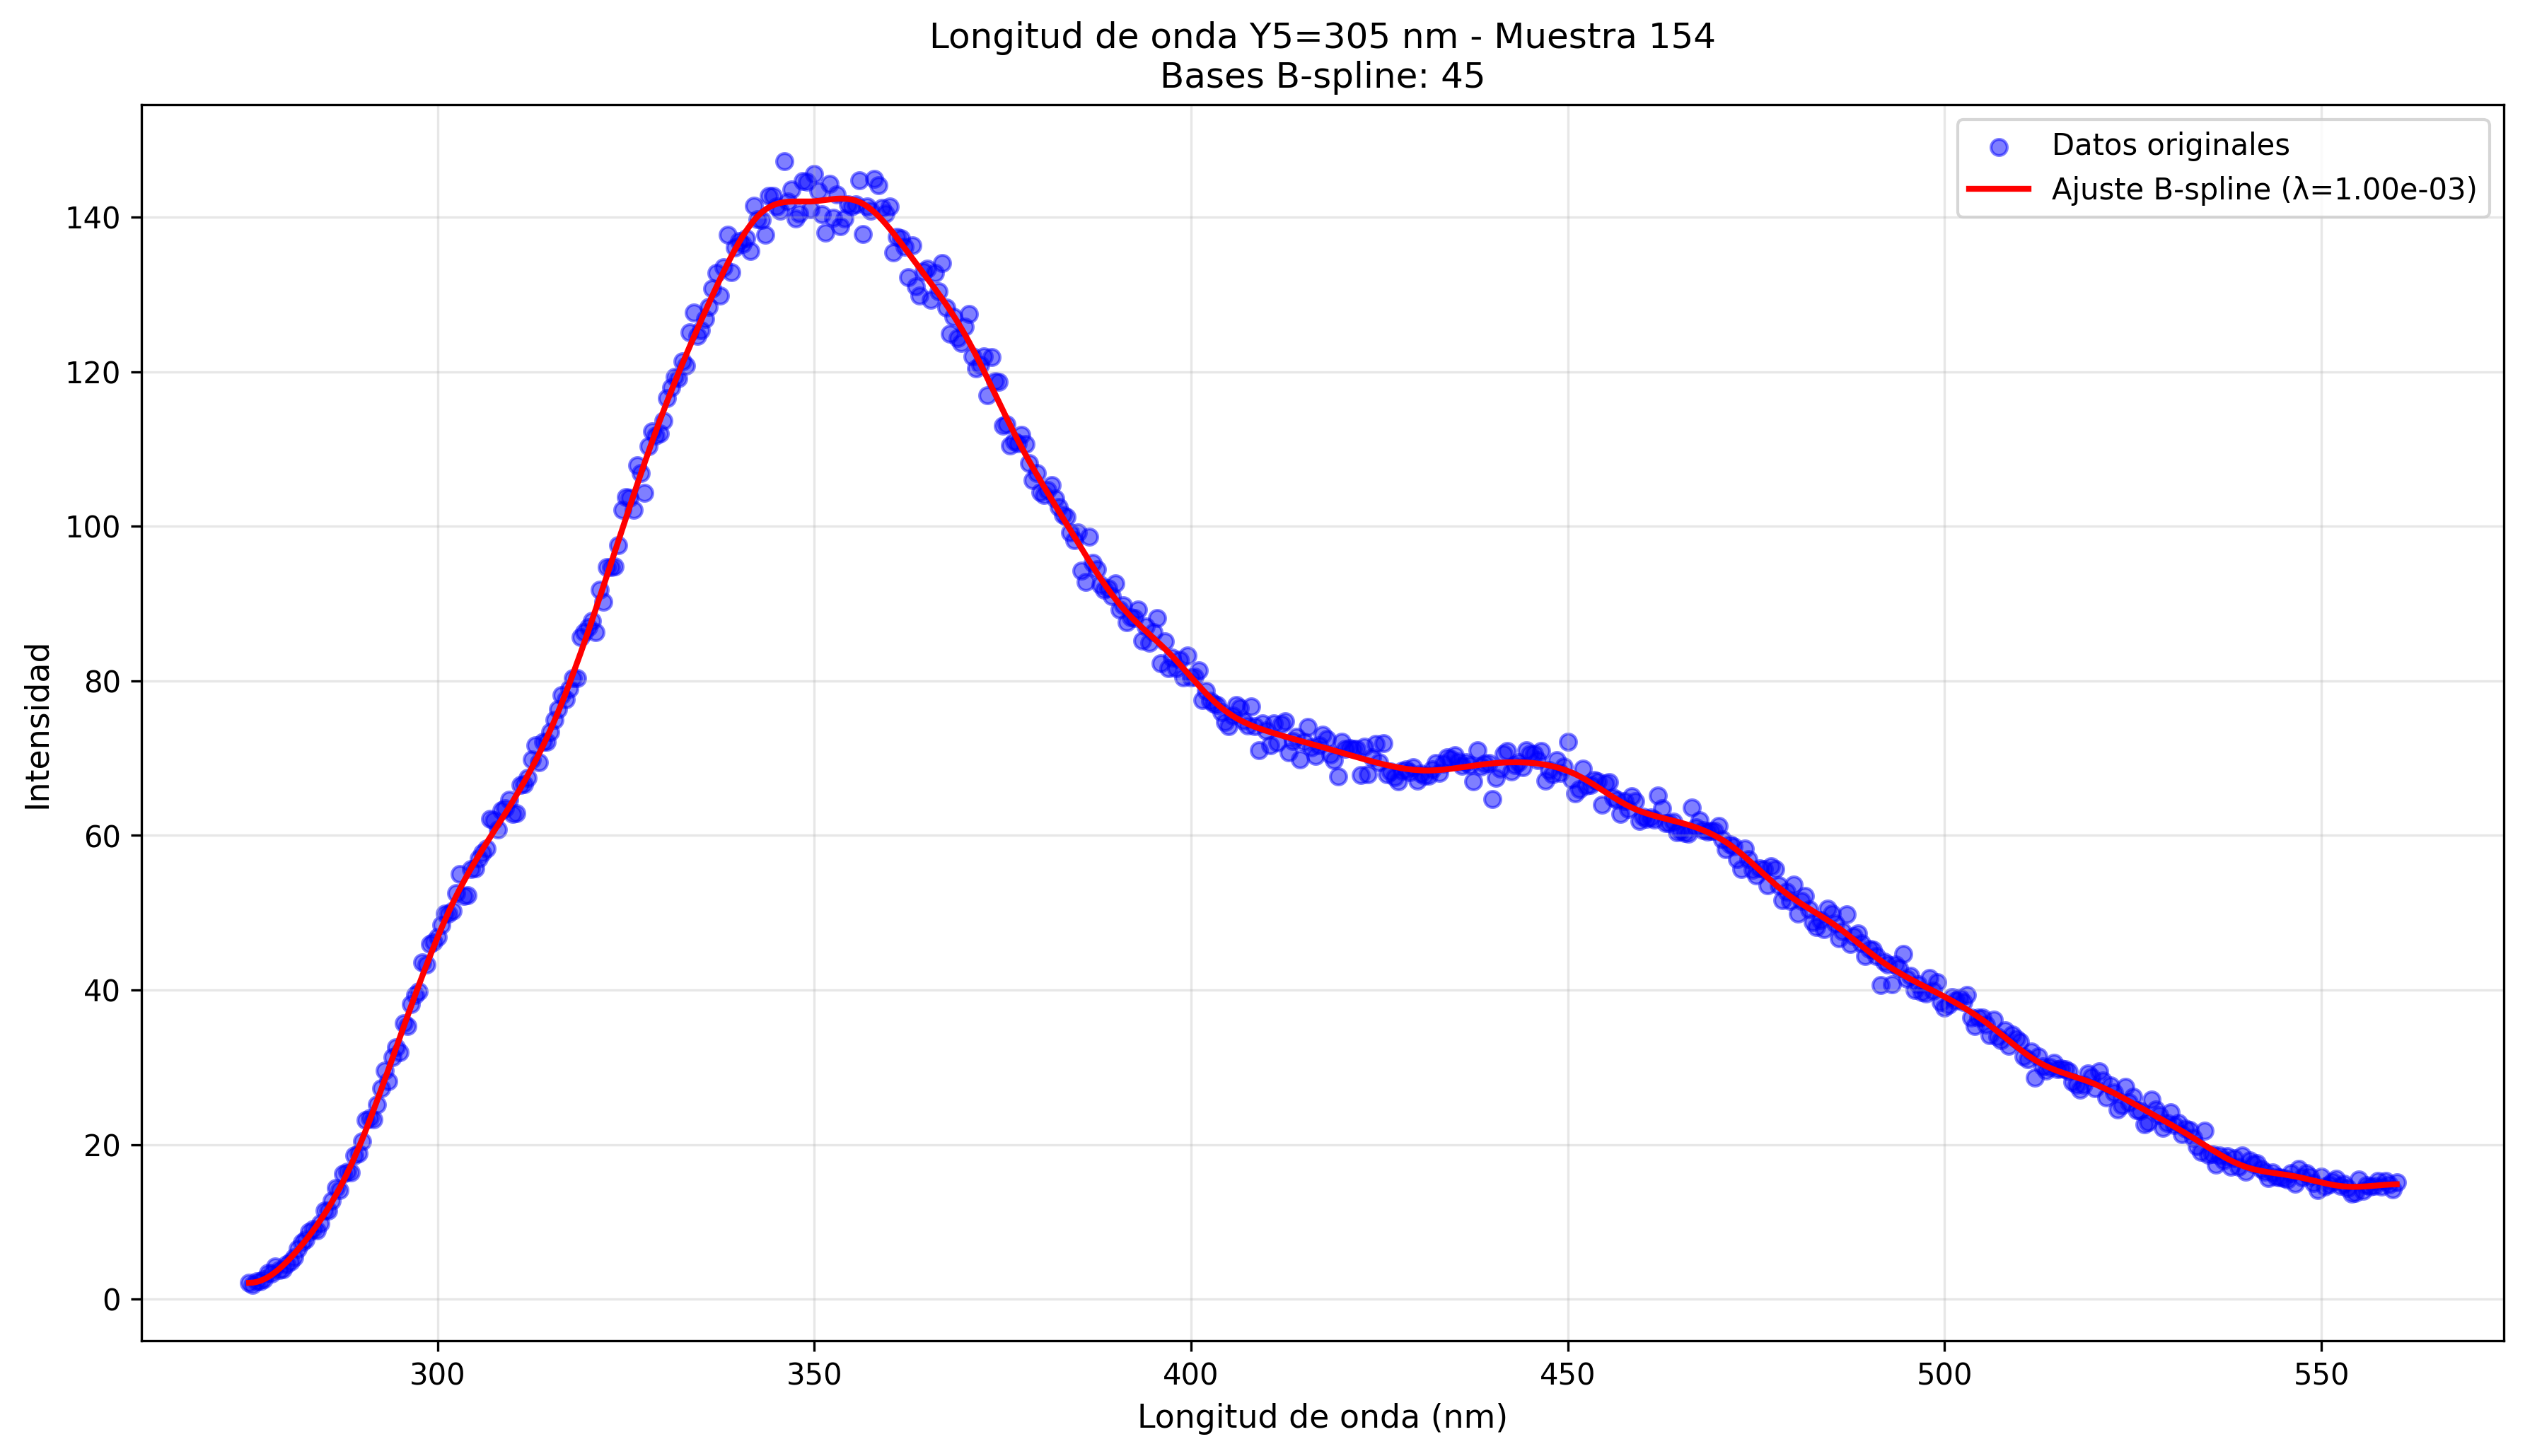 Longitud de onda Y5=305 nm - Muestra 154
Bases B-spline: 45
Datos originales
Ajuste B-spline (λ=1.00e-03)
Intensidad
140
120
100
80
60
40
20
0
300 350 400 450 500 550
Longitud de onda (nm)